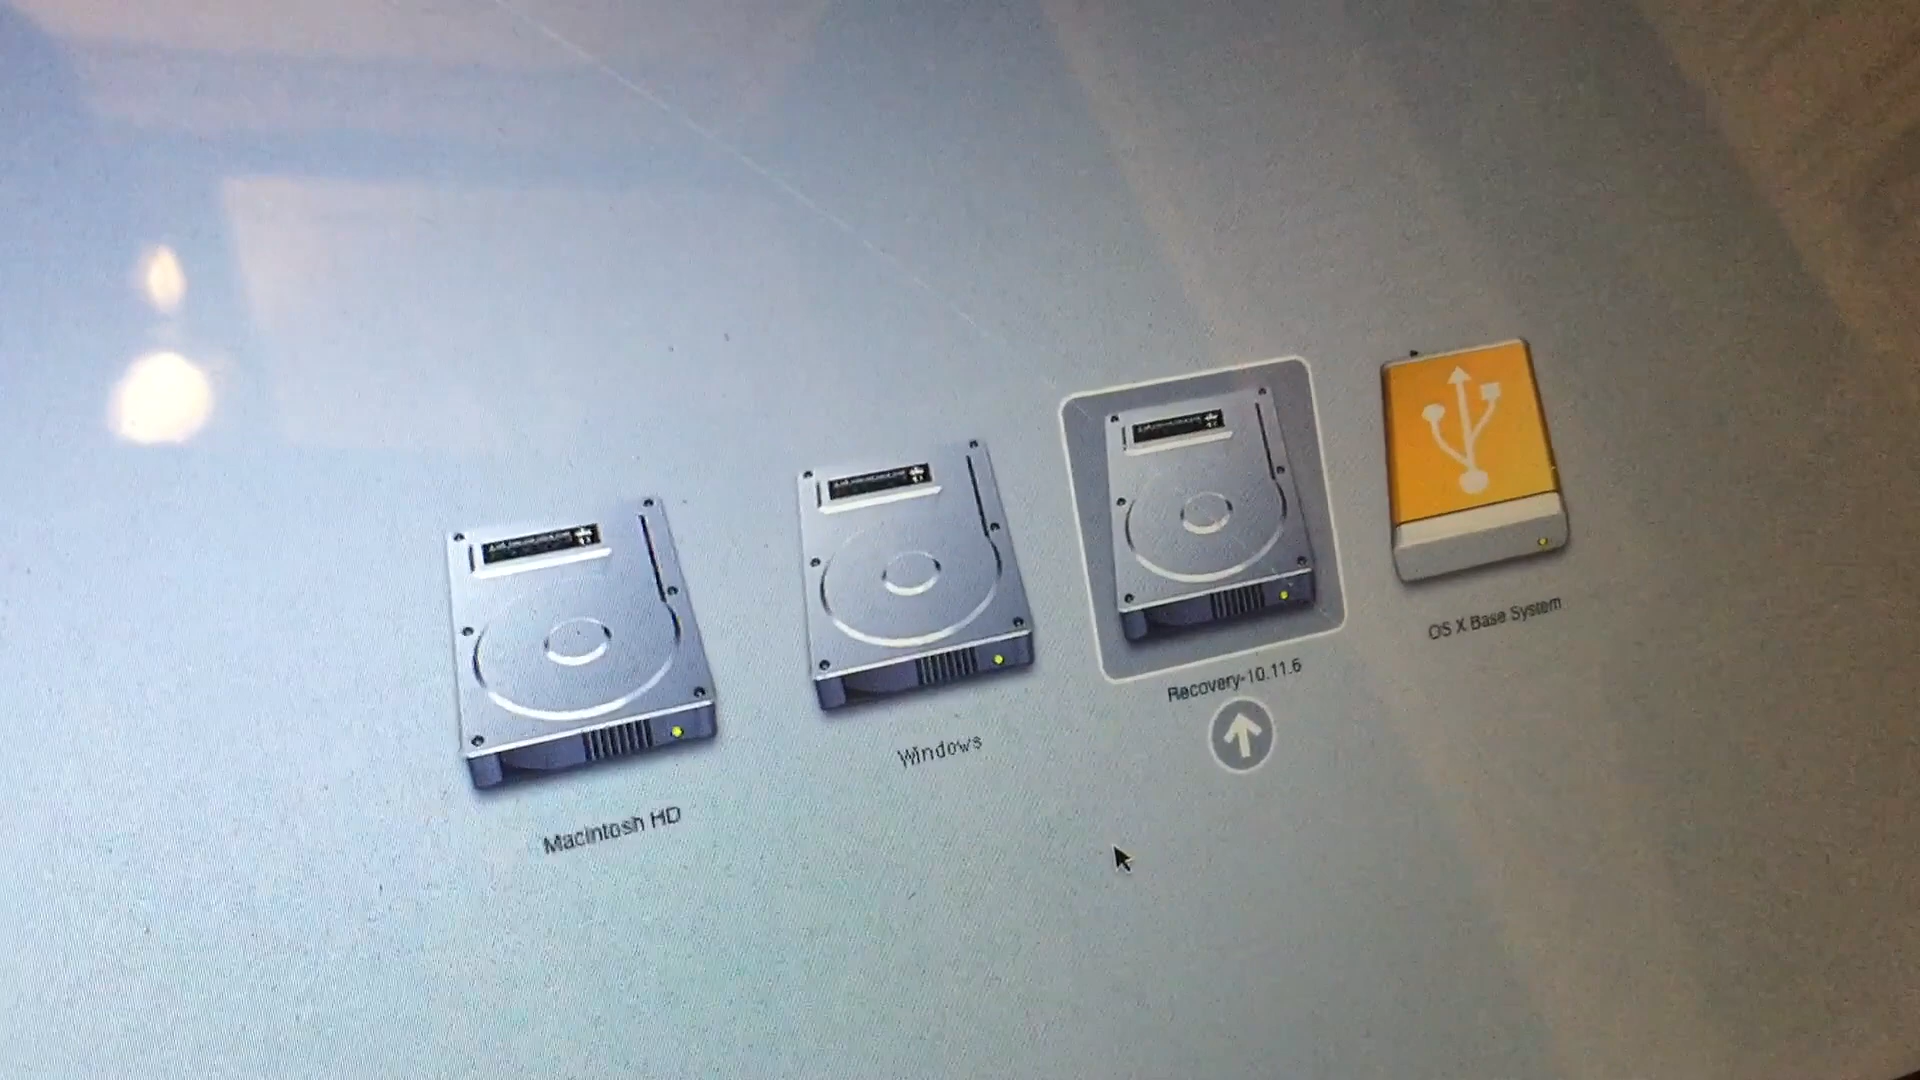 Macintosh HD
Windows
Recovery-10.11.6
OS X Base System